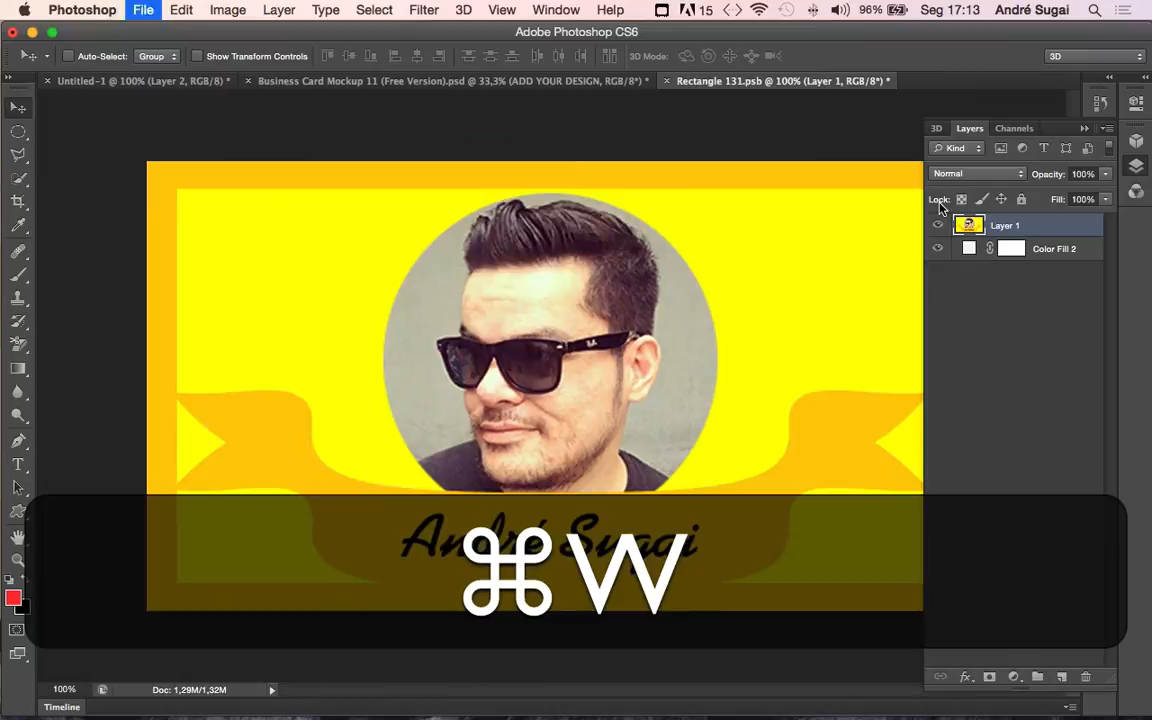 Photoshop File Edit Image Layer Type Select Filter 3D View Window Help 15 96% Seg 17:13 André Sugai
Adobe Photoshop CS6
Auto-Select: Group Show Transform Controls 3D Mode: 3D
Untitled-1 @ 100% (Layer 2, RGB/8) * Business Card Mockup 11 (Free Version).psd @ 33,3% (ADD YOUR DESIGN, RGB/8*) * Rectangle 131.psb @ 100% (Layer 1, RGB/8*) *
3D Layers Channels
Kind
Normal Opacity: 100%
Lock: Fill: 100%
Layer 1
Color Fill 2
André Sugai
⌘W
100% Doc: 1,29M/1,32M
Timeline